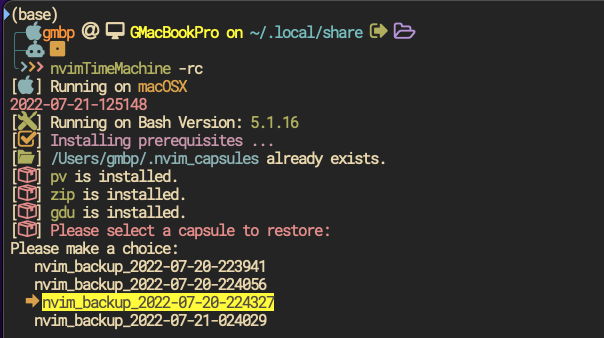 (base)
gmbp @ GMacBookPro on ~/.local/share
>>> nvimTimeMachine -rc
[] Running on macOSX
2022-07-21-125148
[] Running on Bash Version: 5.1.16
[] Installing prerequisites ...
[] /Users/gmbp/.nvim_capsules already exists.
[] pv is installed.
[] zip is installed.
[] gdu is installed.
[] Please select a capsule to restore:
Please make a choice:
nvim_backup_2022-07-20-223941
nvim_backup_2022-07-20-224056
nvim_backup_2022-07-20-224327
nvim_backup_2022-07-21-024029